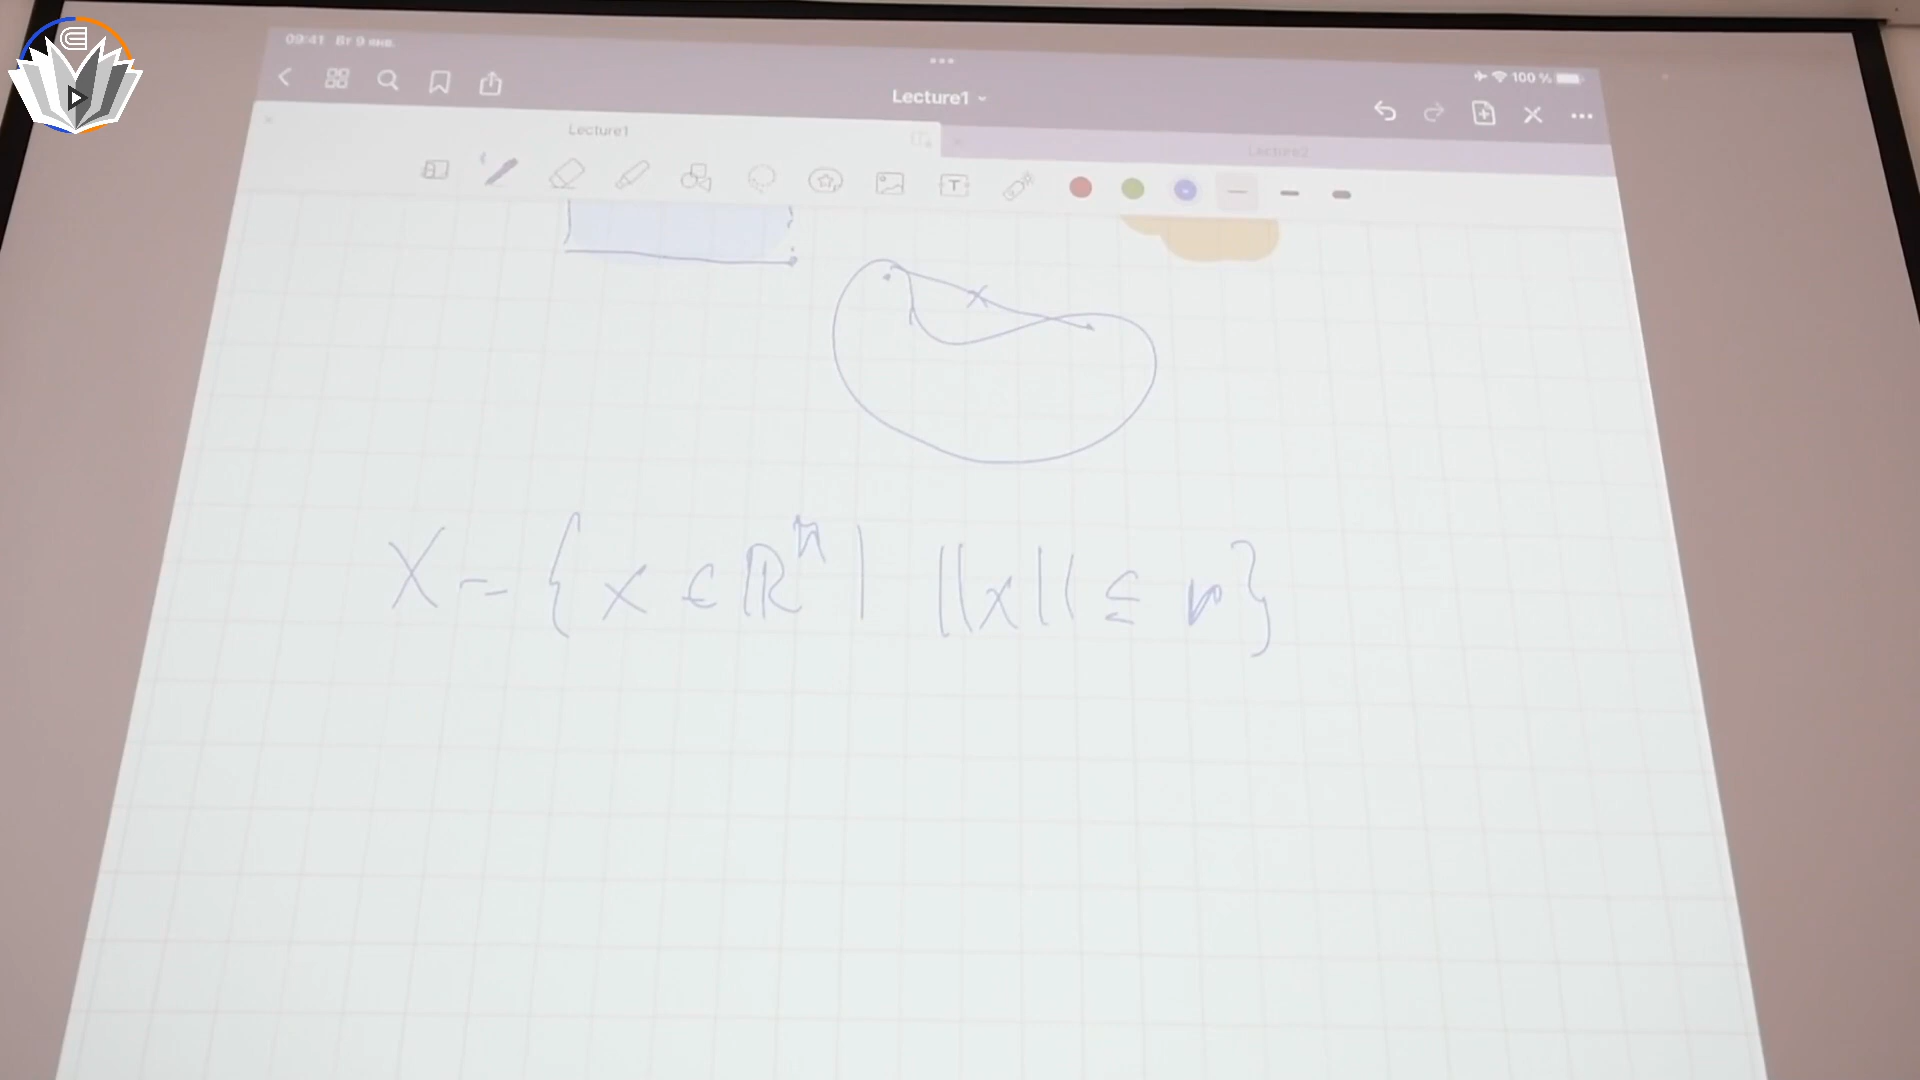 09:41 Вт 9 янв.
100 %
Lecture1
Lecture1
Lecture2
T
x
X = { x ∈ ℝⁿ | ||x|| ≤ r }